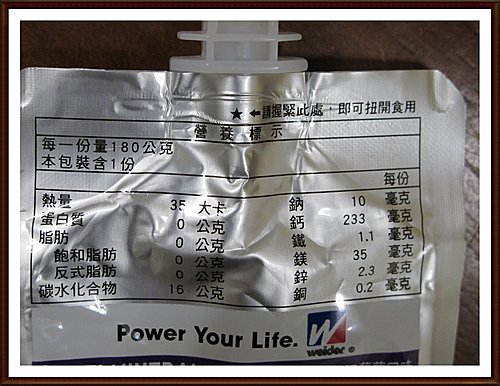 ★←請握緊此處，即可扭開食用
營養標示
每一份量180公克
本包裝含1份
每份
熱量 35 大卡 鈉 10 毫克
蛋白質 0 公克 鈣 233 毫克
脂肪 0 公克 鐵 1.1 毫克
飽和脂肪 0 公克 鎂 35 毫克
反式脂肪 0 公克 鋅 2.3 毫克
碳水化合物 16 公克 銅 0.2 毫克
Power Your Life.
weider ®